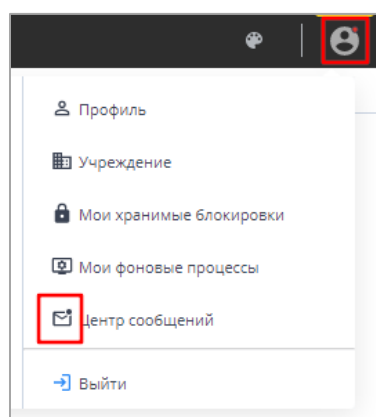 Профиль
Учреждение
Мои хранимые блокировки
Мои фоновые процессы
Центр сообщений
Выйти